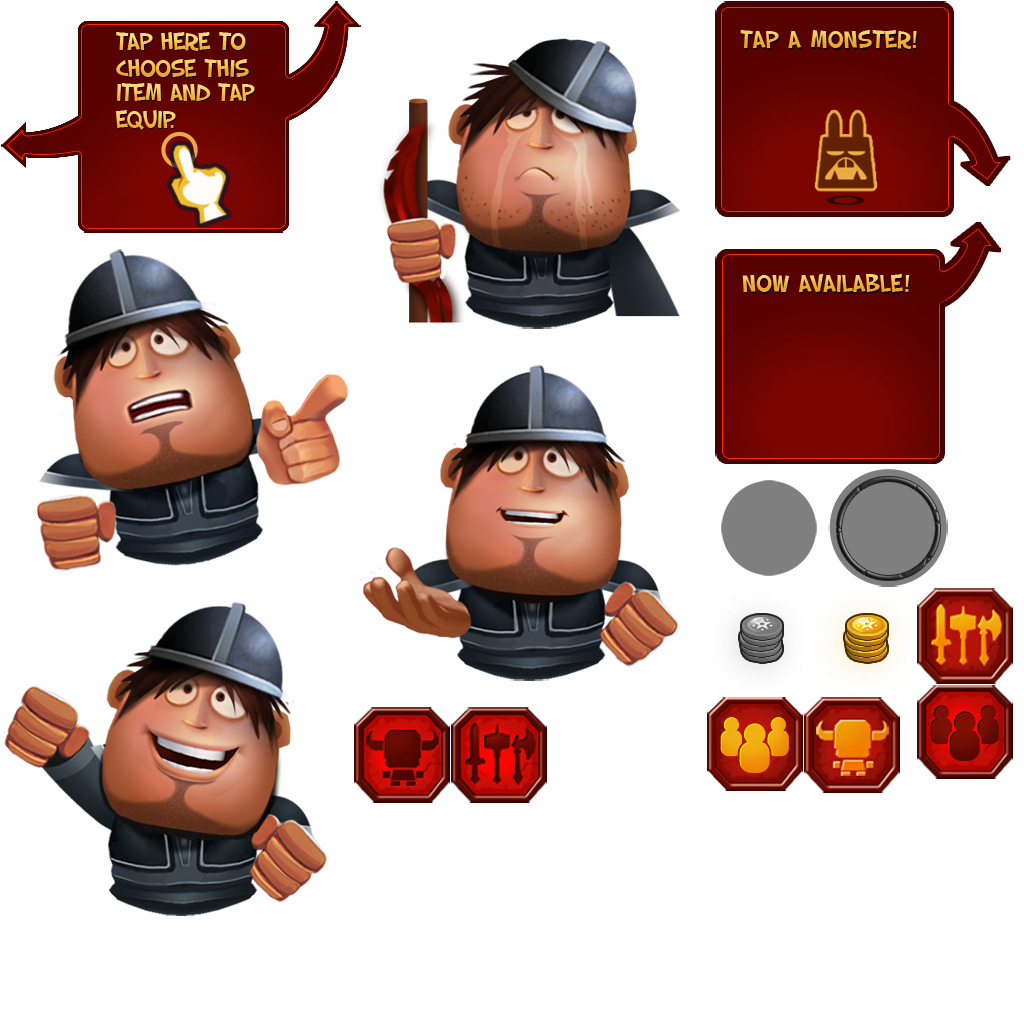 TAP HERE TO
CHOOSE THIS
ITEM AND TAP
EQUIP.
TAP A MONSTER!
NOW AVAILABLE!